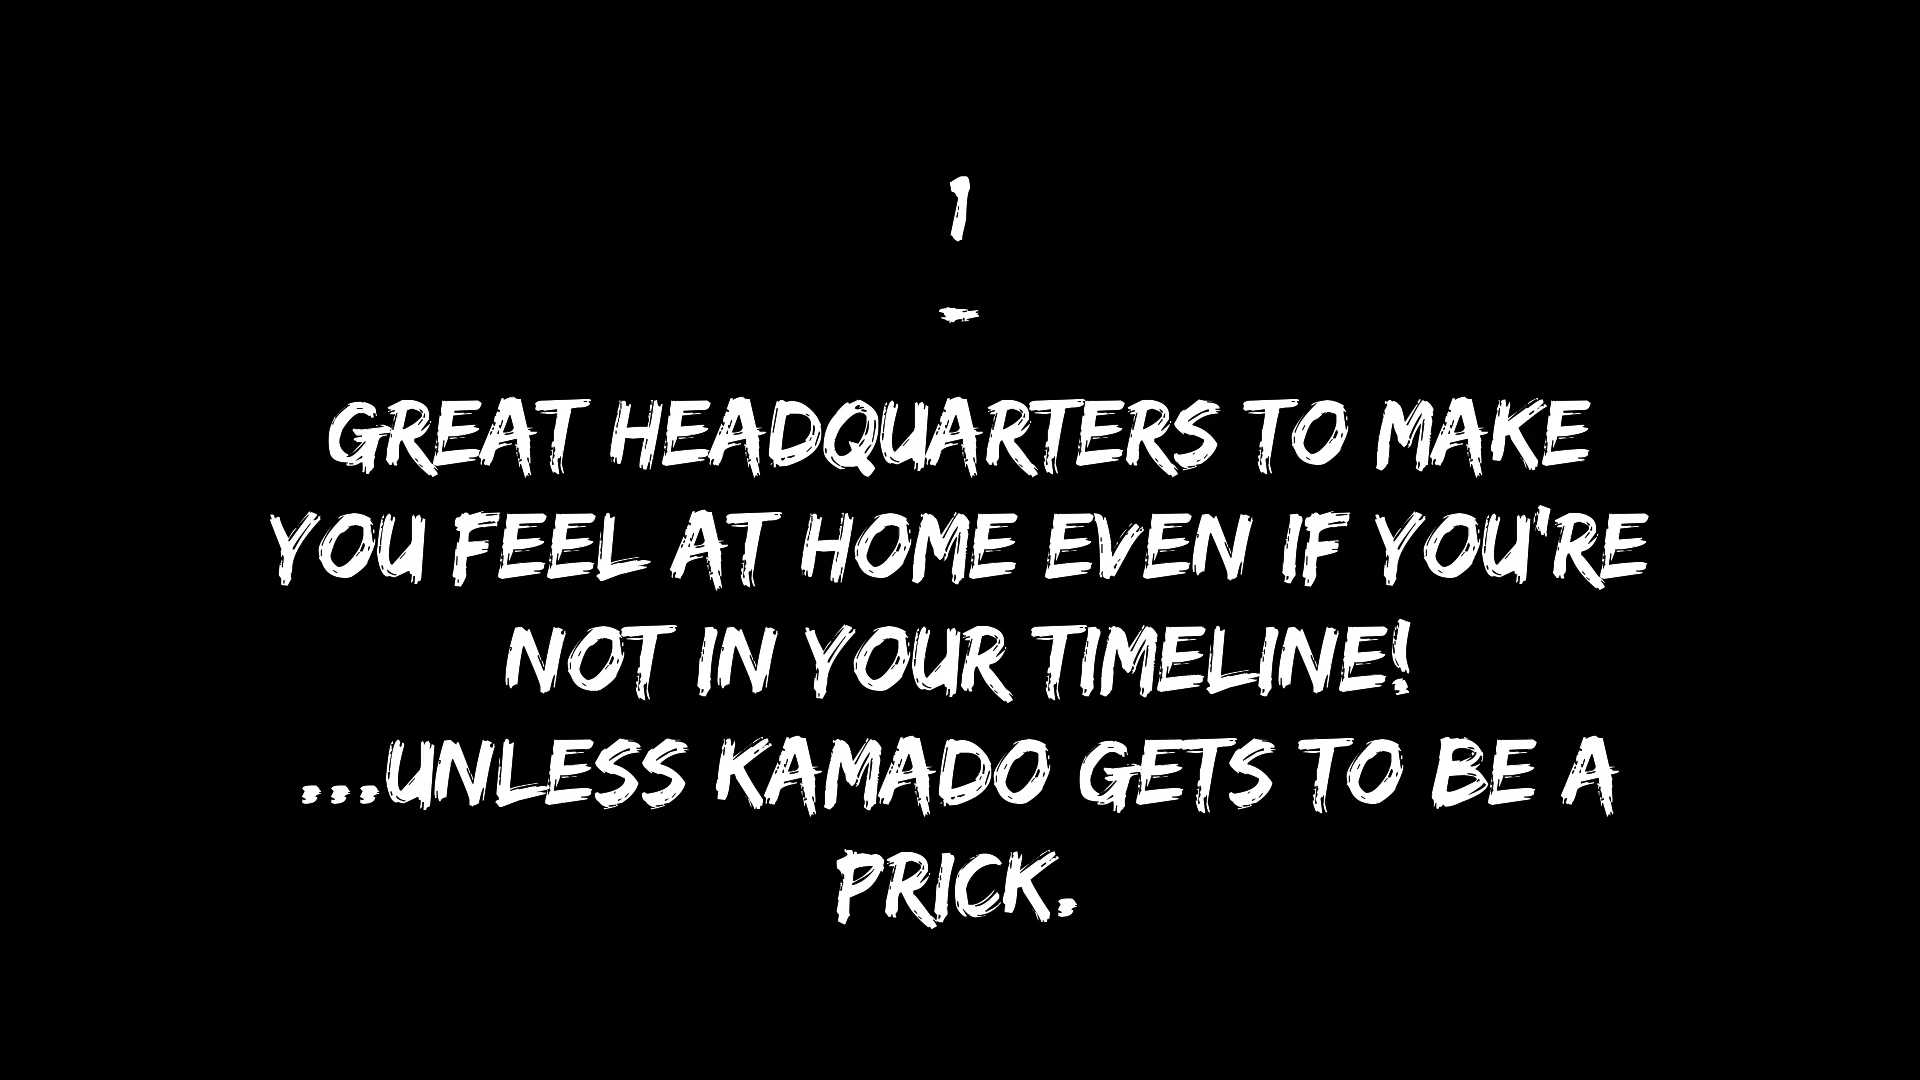 1
-
GREAT HEADQUARTERS TO MAKE
YOU FEEL AT HOME EVEN IF YOU'RE
NOT IN YOUR TIMELINE!
...UNLESS KAMADO GETS TO BE A
PRICK.